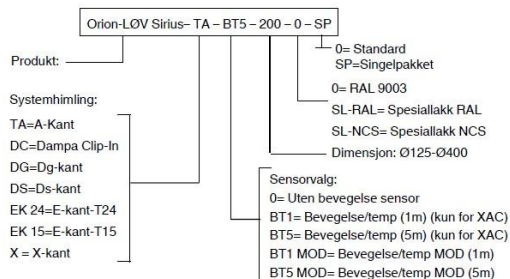 Orion-LØV Sirius– TA – BT5 – 200 – 0 – SP
0= Standard
SP=Singelpakket
Produkt:
0= RAL 9003
SL-RAL= Spesiallakk RAL
SL-NCS= Spesiallakk NCS
Dimensjon: Ø125-Ø400
Systemhimling:
TA=A-Kant
DC=Dampa Clip-In
DG=Dg-kant
DS=Ds-kant
EK 24=E-kant-T24
EK 15=E-kant-T15
X = X-kant
Sensorvalg:
0= Uten bevegelse sensor
BT1= Bevegelse/temp (1m) (kun for XAC)
BT5= Bevegelse/temp (5m) (kun for XAC)
BT1 MOD= Bevegelse/temp MOD (1m)
BT5 MOD= Bevegelse/temp MOD (5m)